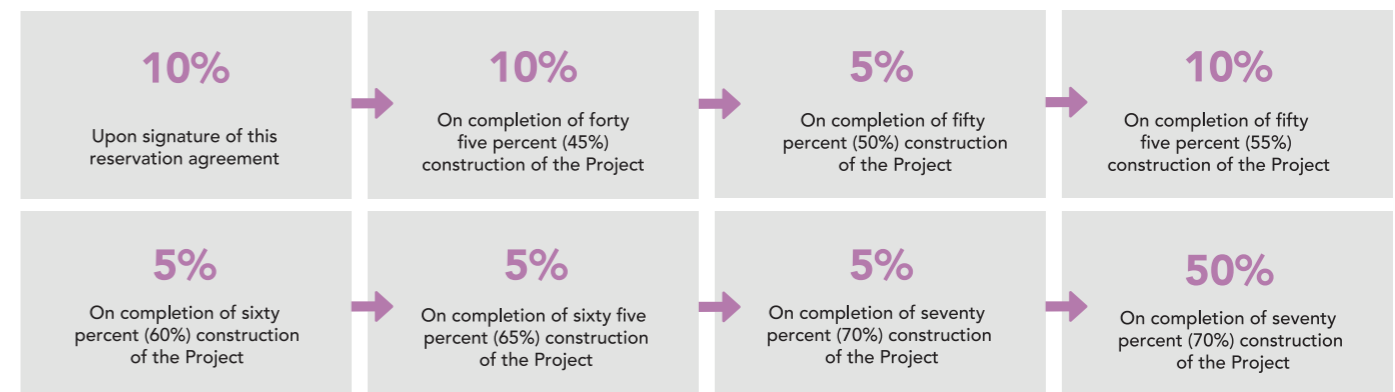 10%
Upon signature of this
reservation agreement
10%
On completion of forty
five percent (45%)
construction of the Project
5%
On completion of fifty
percent (50%) construction
of the Project
10%
On completion of fifty
five percent (55%)
construction of the Project
5%
On completion of sixty
percent (60%) construction
of the Project
5%
On completion of sixty five
percent (65%) construction
of the Project
5%
On completion of seventy
percent (70%) construction
of the Project
50%
On completion of seventy
percent (70%) construction
of the Project